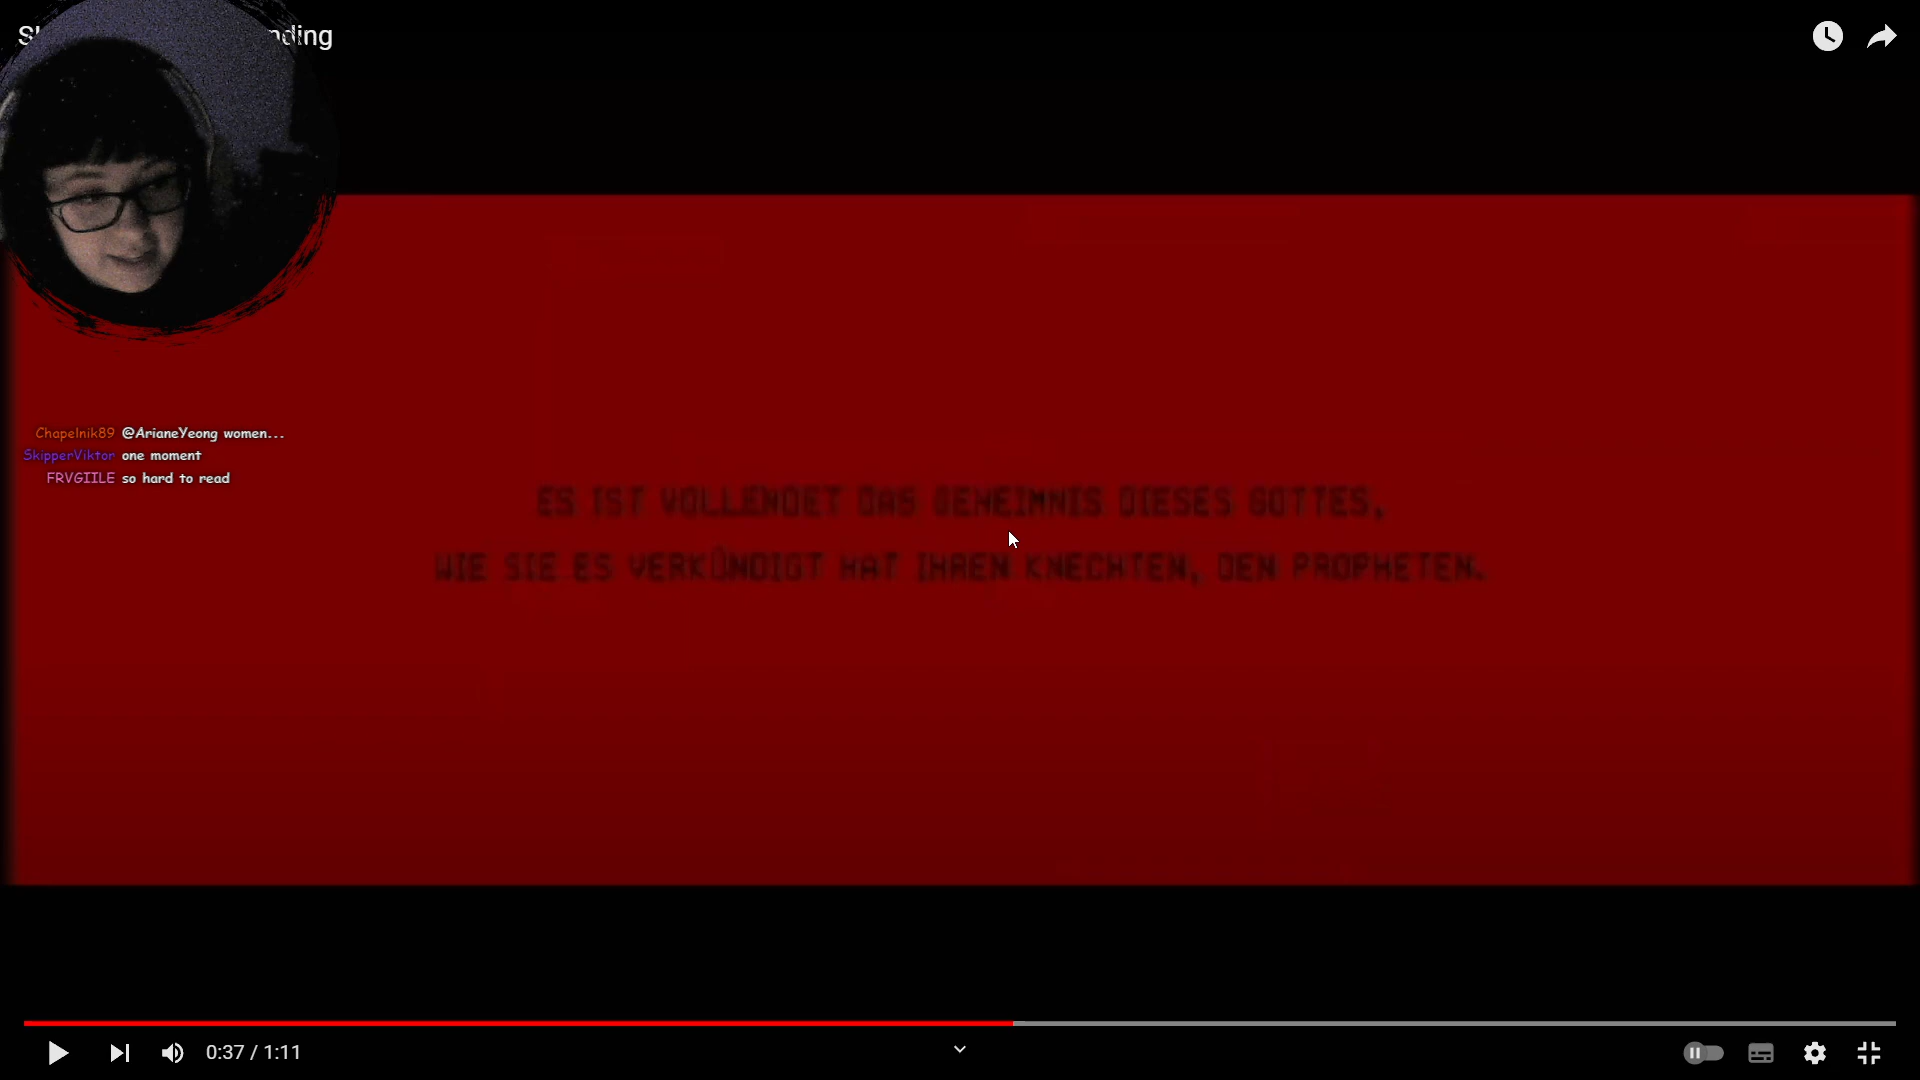 nding
Chapelnik89 @ArianeYeong women...
SkipperViktor one moment
FRVGIILE so hard to read
ES IST VOLLENDET DAS GEHEIMNIS DIESES GOTTES,
WIE SIE ES VERKÜNDIGT HAT IHREN KNECHTEN, DEN PROPHETEN.
0:37 / 1:11